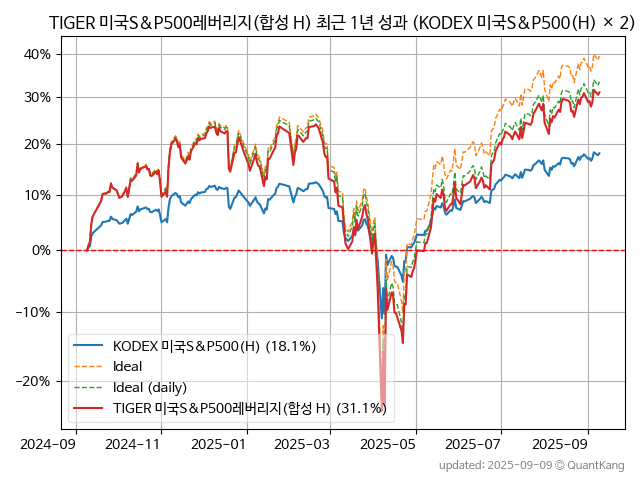 TIGER 미국S&P500레버리지(합성 H) 최근 1년 성과 (KODEX 미국S&P500(H) × 2)
40%
30%
20%
10%
0%
−10%
−20%
KODEX 미국S&P500(H) (18.1%)
Ideal
Ideal (daily)
TIGER 미국S&P500레버리지(합성 H) (31.1%)
2024-09 2024-11 2025-01 2025-03 2025-05 2025-07 2025-09
updated: 2025-09-09 © QuantKang